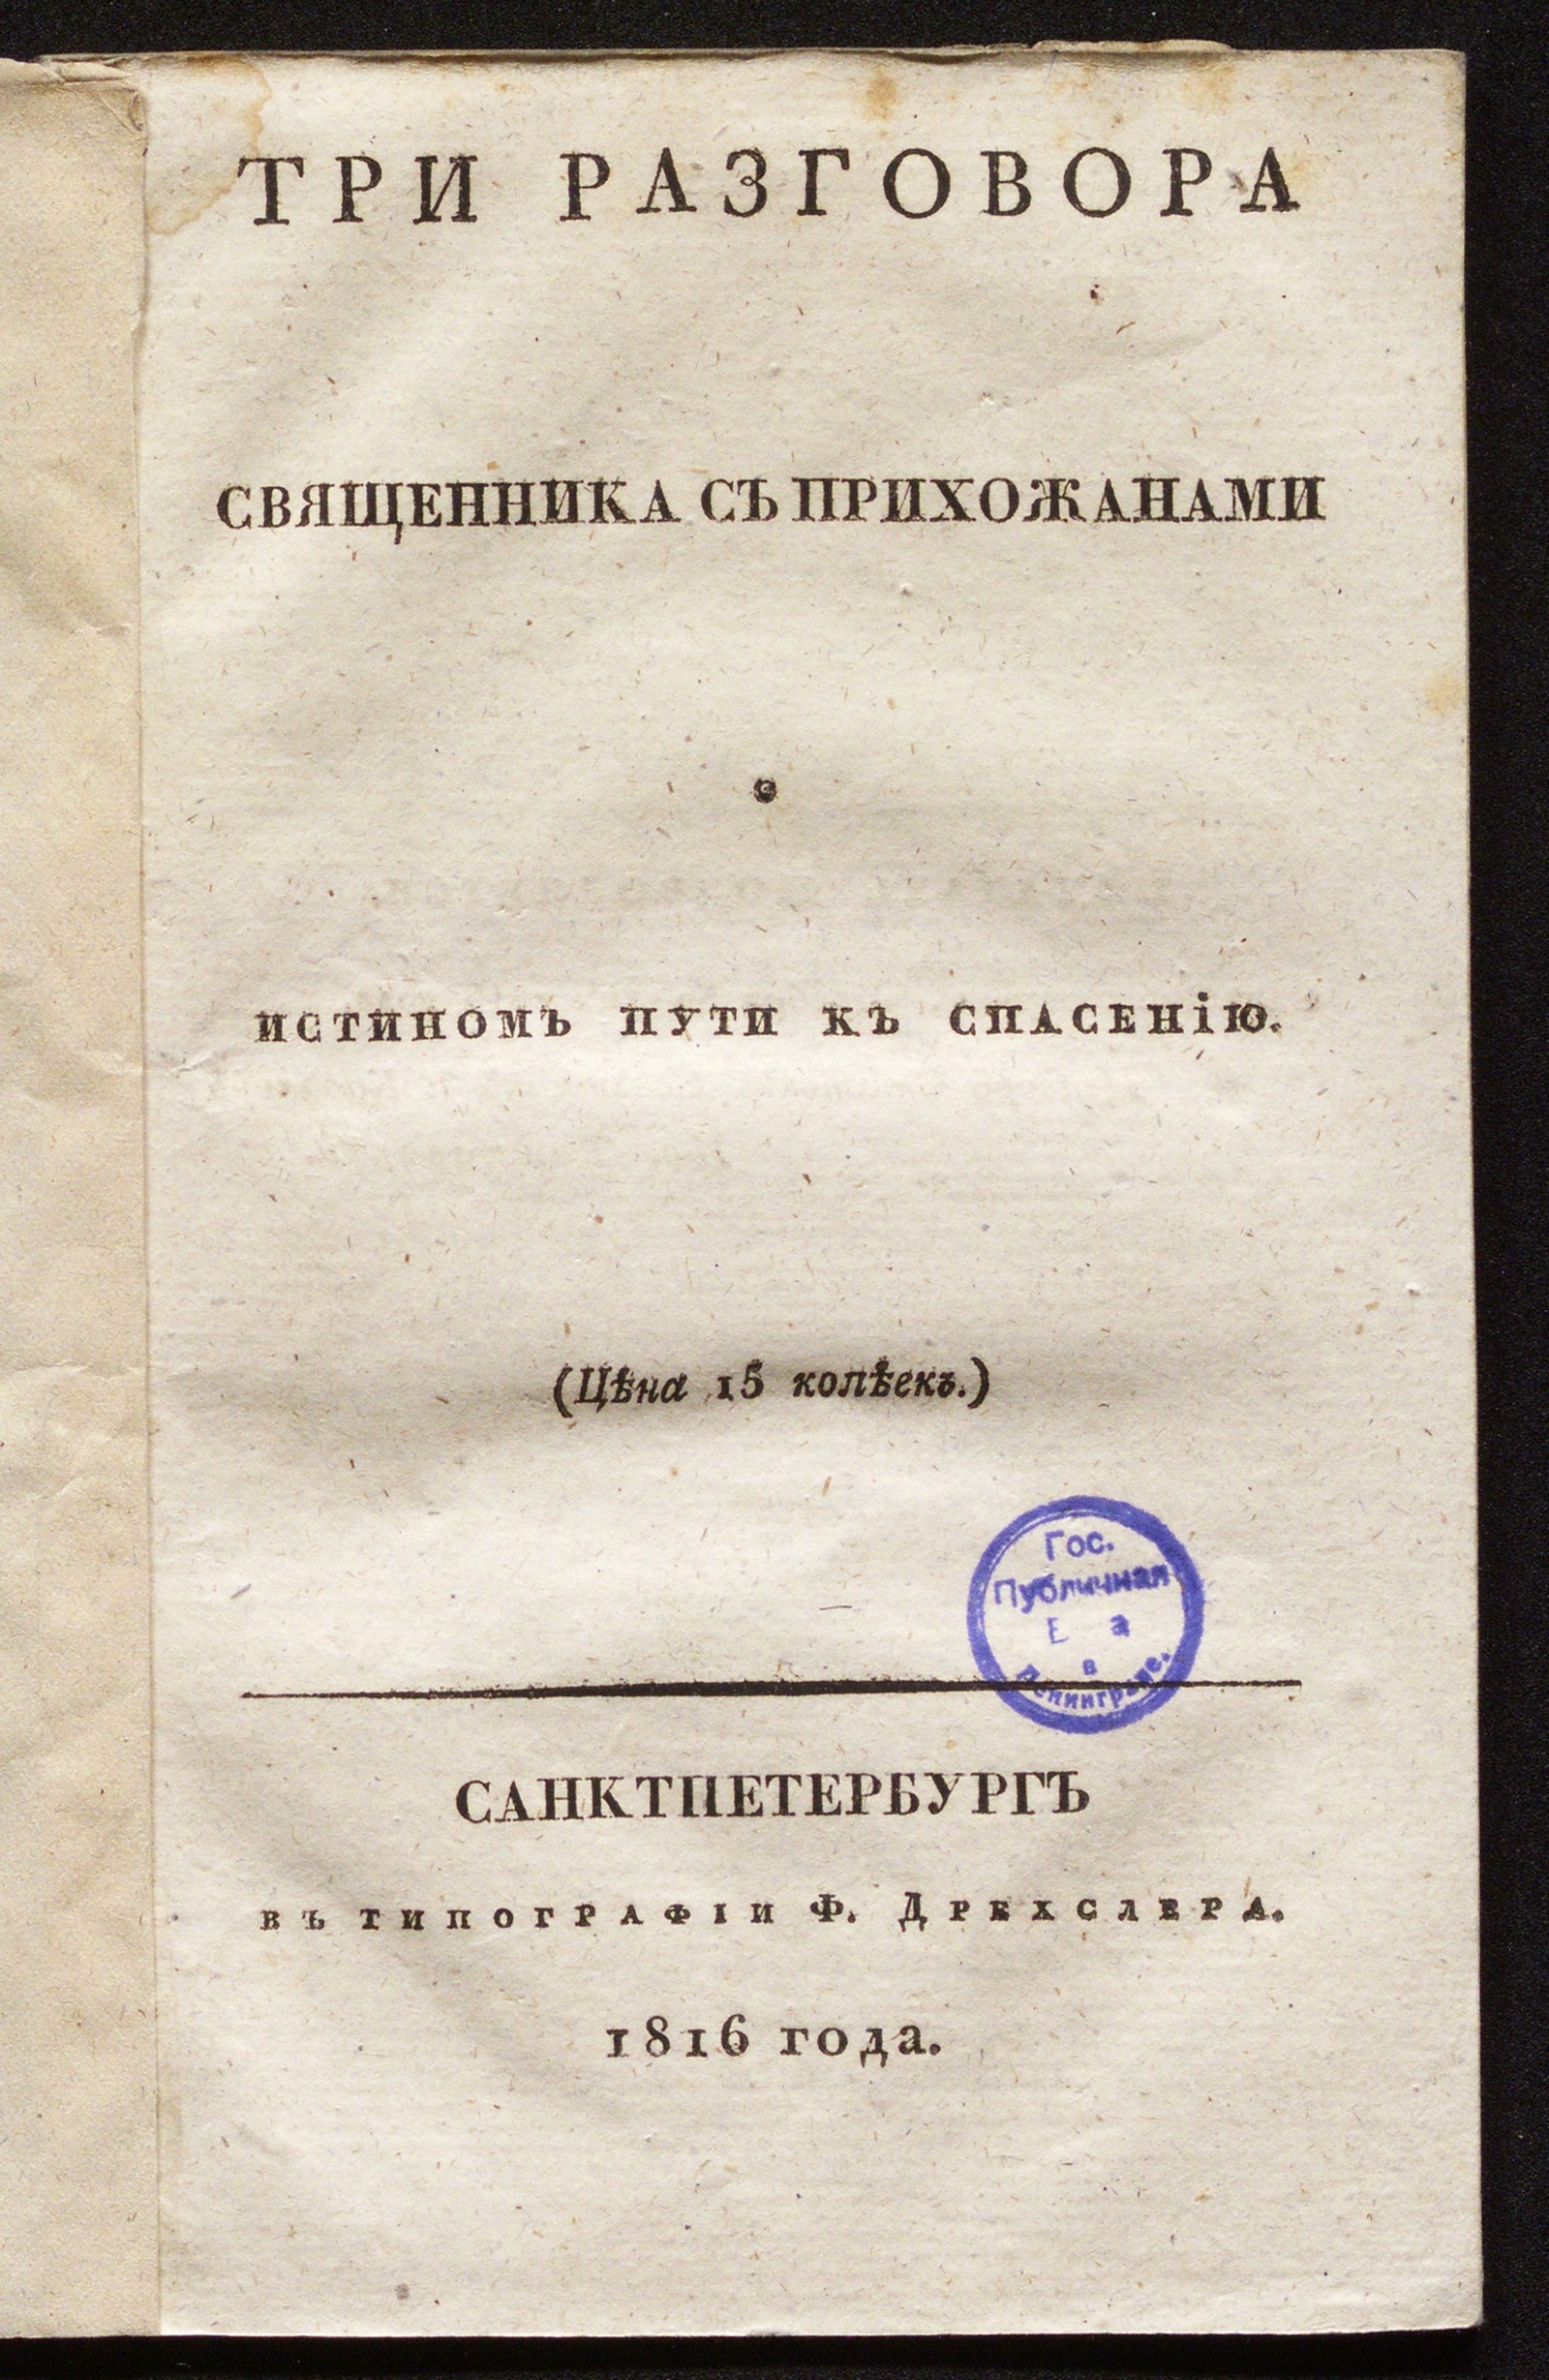 ТРИ РАЗГОВОРА
СВЯЩЕННИКА СЪ ПРИХОЖАНАМИ
о
ИСТИНОМЪ ПУТИ КЪ СПАСЕНіЮ.
(Цѣна 15 копѣекъ.)
Гос.
Публичная
в
Ленинграде.
САНКТПЕТЕРБУРГЪ
ВЪ ТИПОГРАФІИ Ф. ДРЕХСЛЕРА.
1816 года.